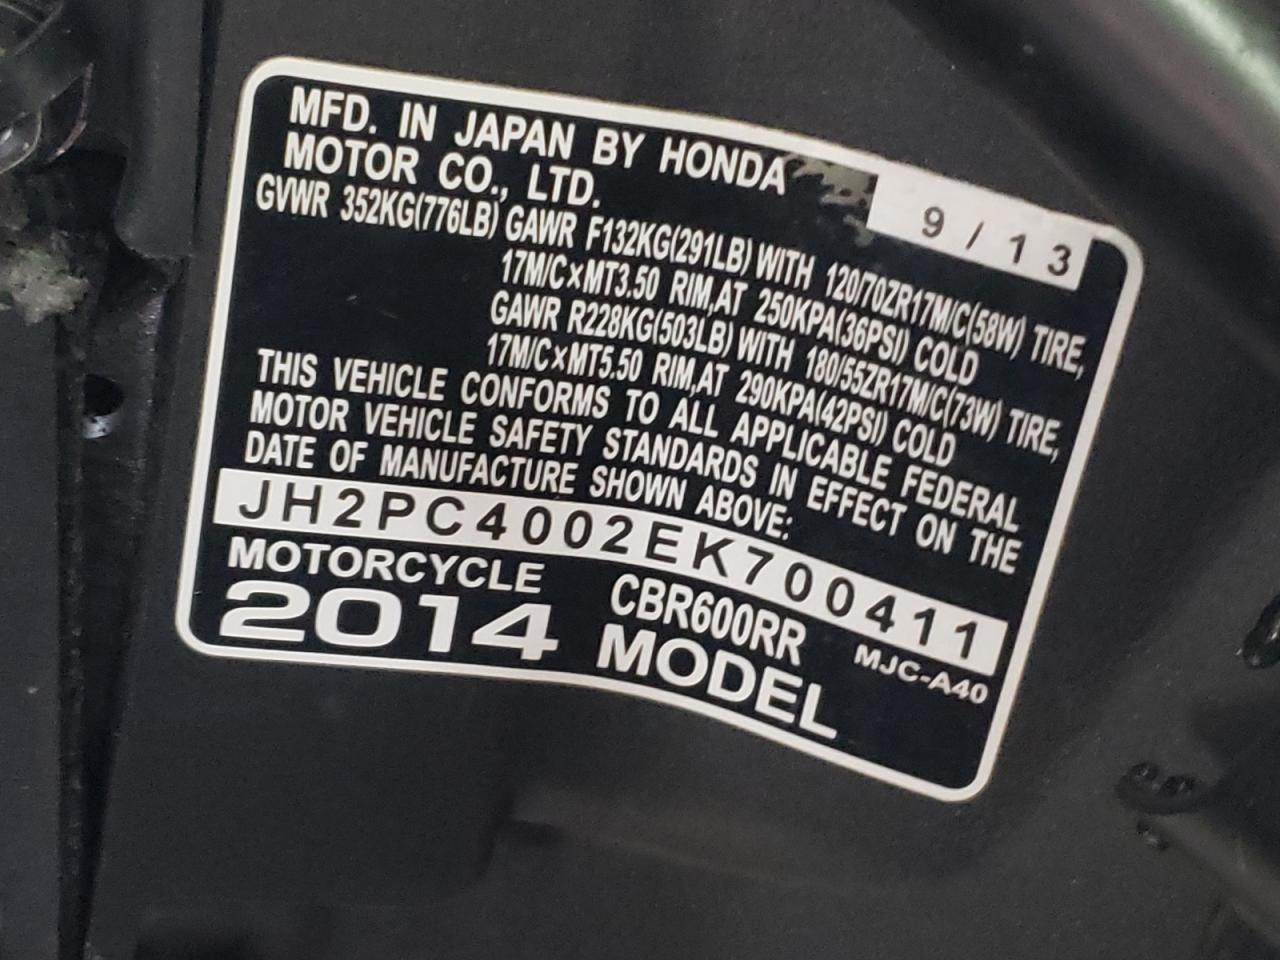 MFD. IN JAPAN BY HONDA 9/13
MOTOR CO., LTD.
GVWR 352KG(776LB) GAWR F132KG(291LB) WITH 120/70ZR17M/C(58W) TIRE,
17M/C×MT3.50 RIM,AT 250KPA(36PSI) COLD
GAWR R228KG(503LB) WITH 180/55ZR17M/C(73W) TIRE,
17M/C×MT5.50 RIM,AT 290KPA(42PSI) COLD
THIS VEHICLE CONFORMS TO ALL APPLICABLE FEDERAL
MOTOR VEHICLE SAFETY STANDARDS IN EFFECT ON THE
DATE OF MANUFACTURE SHOWN ABOVE:
JH2PC4002EK700411
MOTORCYCLE CBR600RR MJC-A40
2014 MODEL